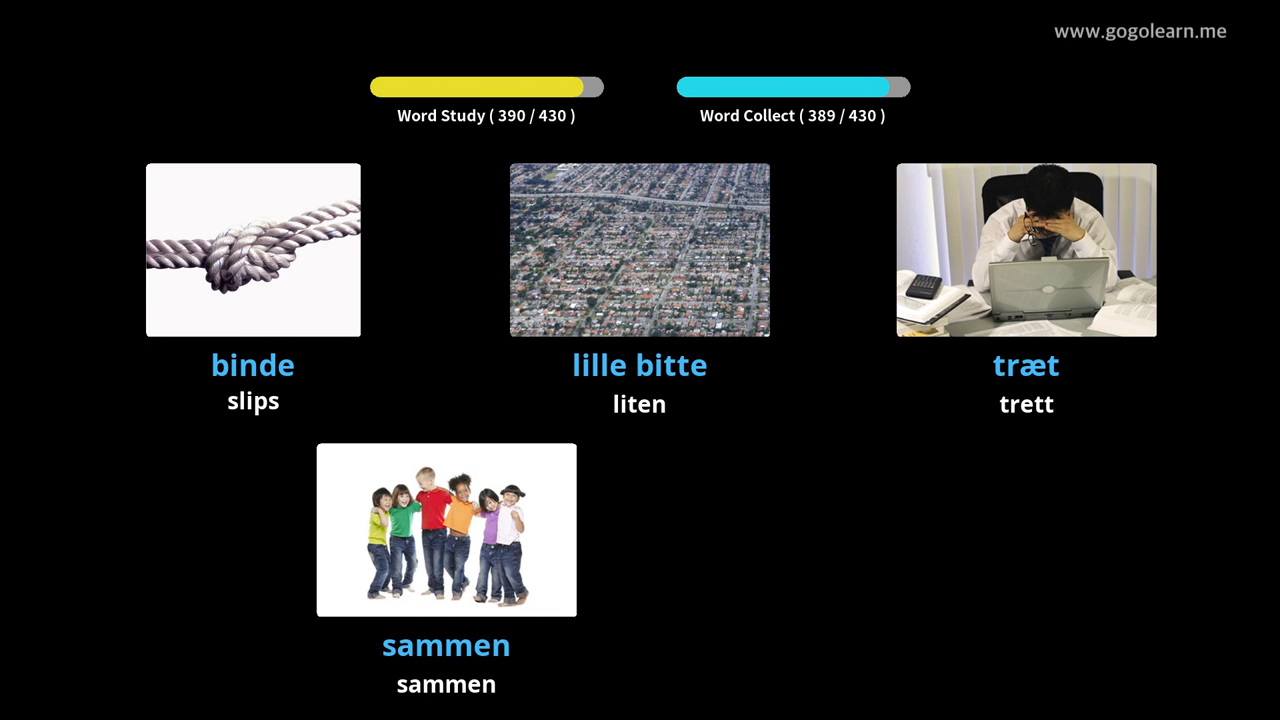 www.gogolearn.me
Word Study ( 390 / 430 )
Word Collect ( 389 / 430 )
binde
slips
lille bitte
liten
træt
trett
sammen
sammen